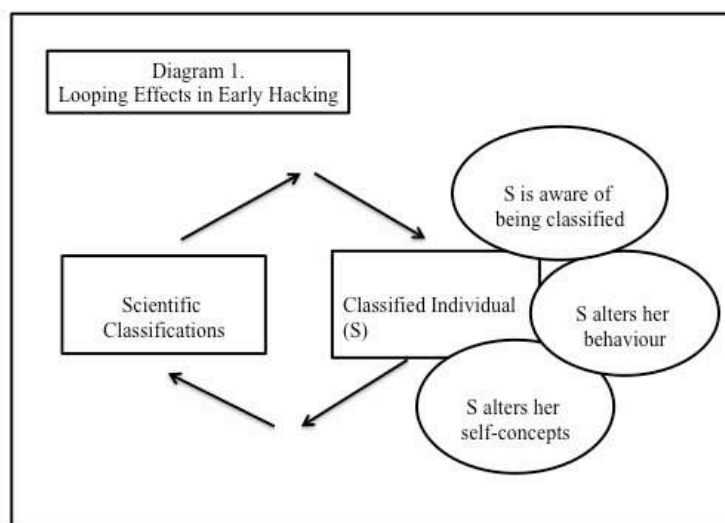 Diagram 1.
Looping Effects in Early Hacking
S is aware of
being classified
Scientific
Classifications
Classified Individual
(S)
S alters her
behaviour
S alters her
self-concepts